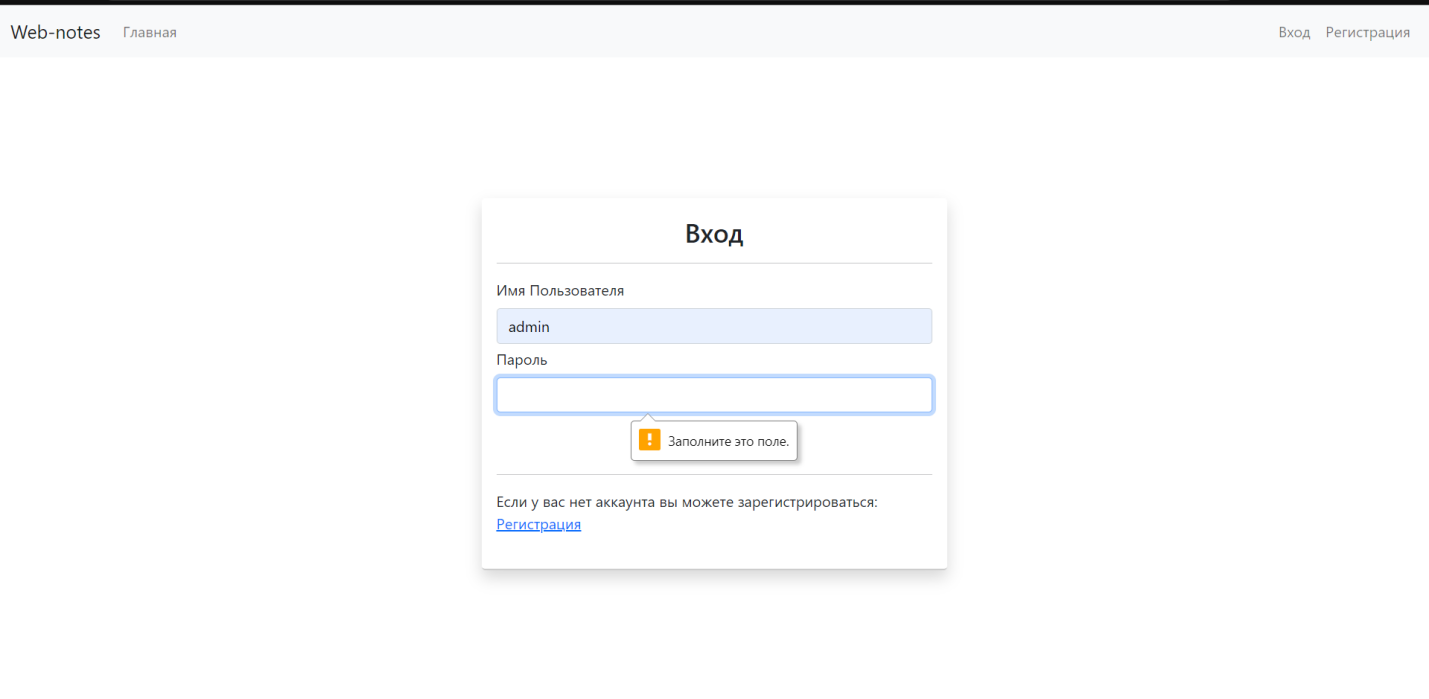 Web-notes Главная Вход Регистрация
Вход
Имя Пользователя
admin
Пароль
Заполните это поле.
Если у вас нет аккаунта вы можете зарегистрироваться:
Регистрация